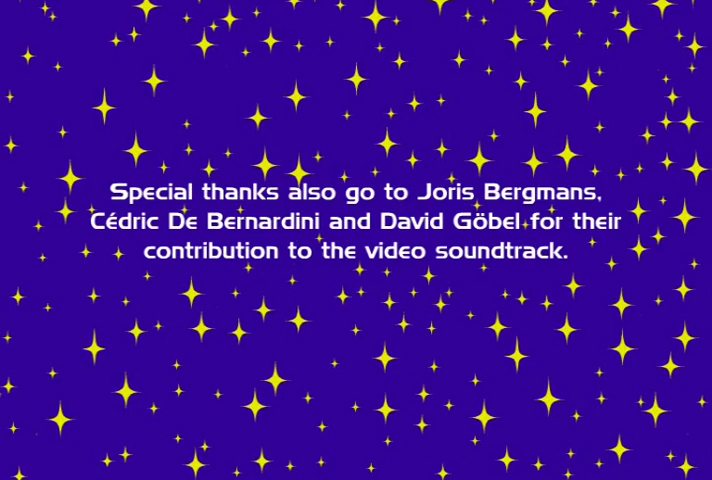 Special thanks also go to Joris Bergmans,
Cédric De Bernardini and David Göbel for their
contribution to the video soundtrack.